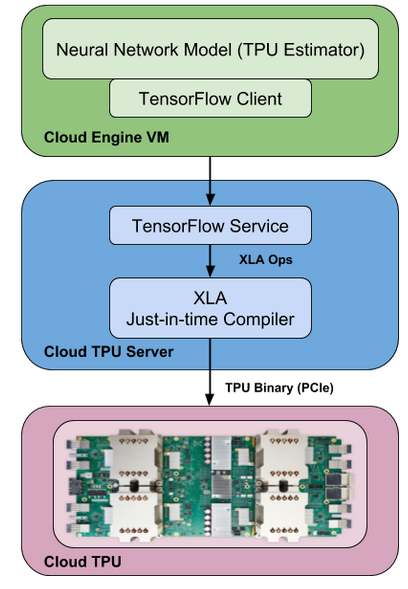 Neural Network Model (TPU Estimator)
TensorFlow Client
Cloud Engine VM
TensorFlow Service
XLA Ops
XLA
Just-in-time Compiler
Cloud TPU Server
TPU Binary (PCIe)
Cloud TPU